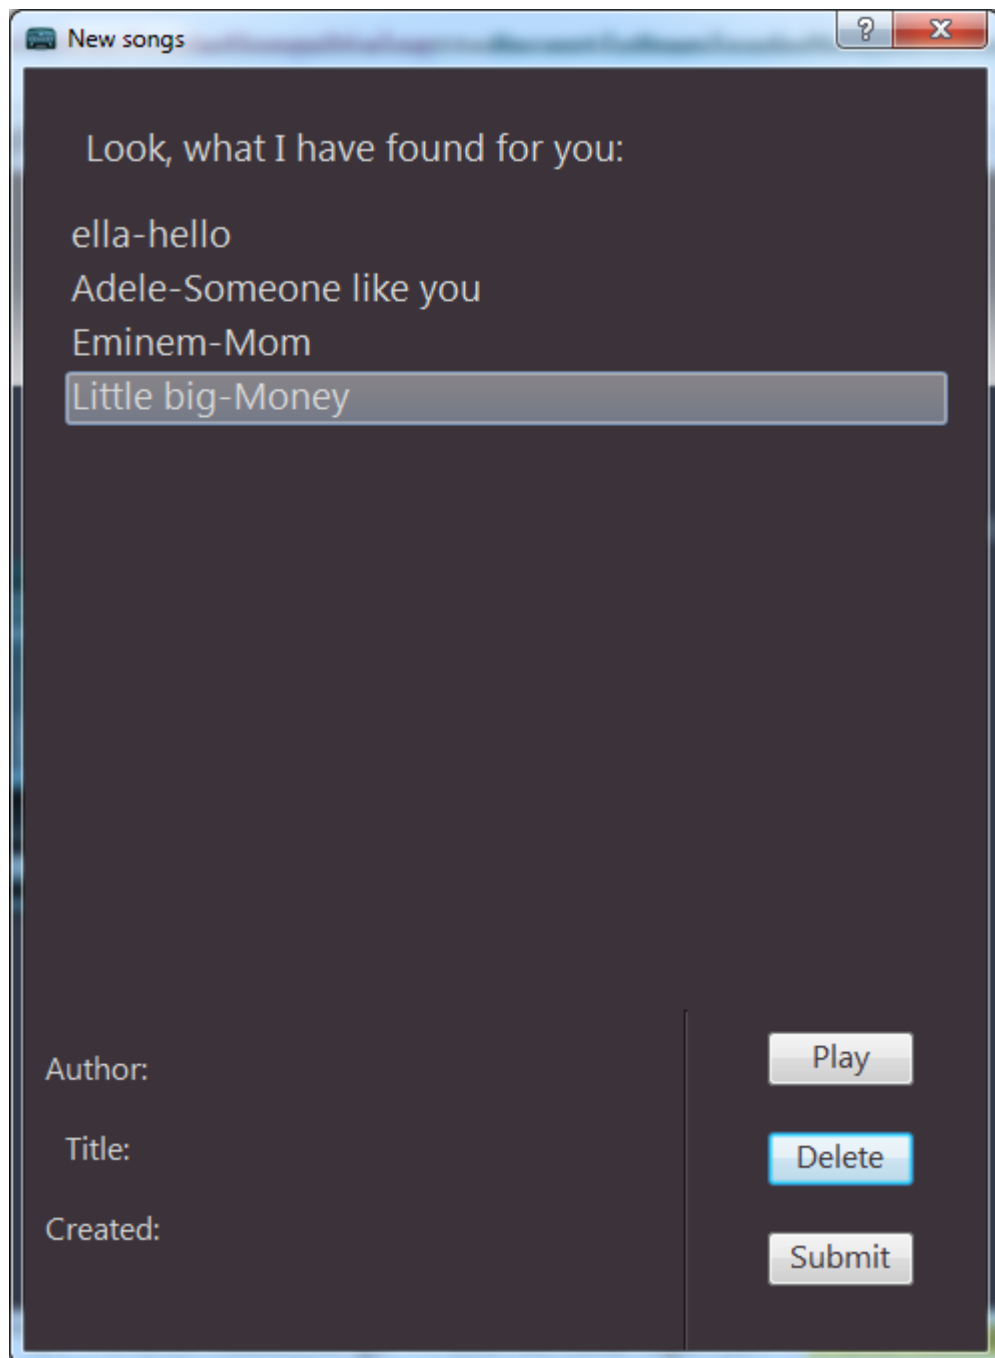 New songs
Look, what I have found for you:
ella-hello
Adele-Someone like you
Eminem-Mom
Little big-Money
Author:
Title:
Created:
Play
Delete
Submit